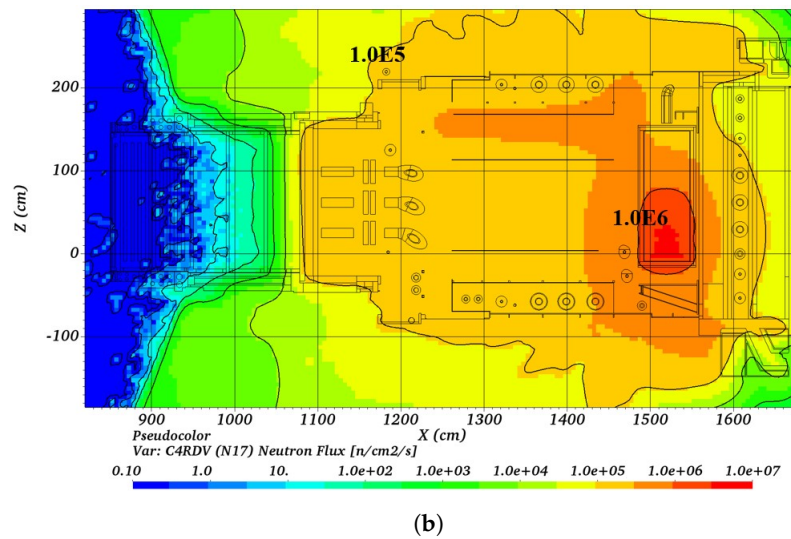 1.0E5
200
100
Z (cm)
1.0E6
0
-100
900 1000 1100 1200 1300 1400 1500 1600
X (cm)
Pseudocolor
Var: C4RDV (N17) Neutron Flux [n/cm2/s]
0.10 1.0 10. 1.0e+02 1.0e+03 1.0e+04 1.0e+05 1.0e+06 1.0e+07
(b)